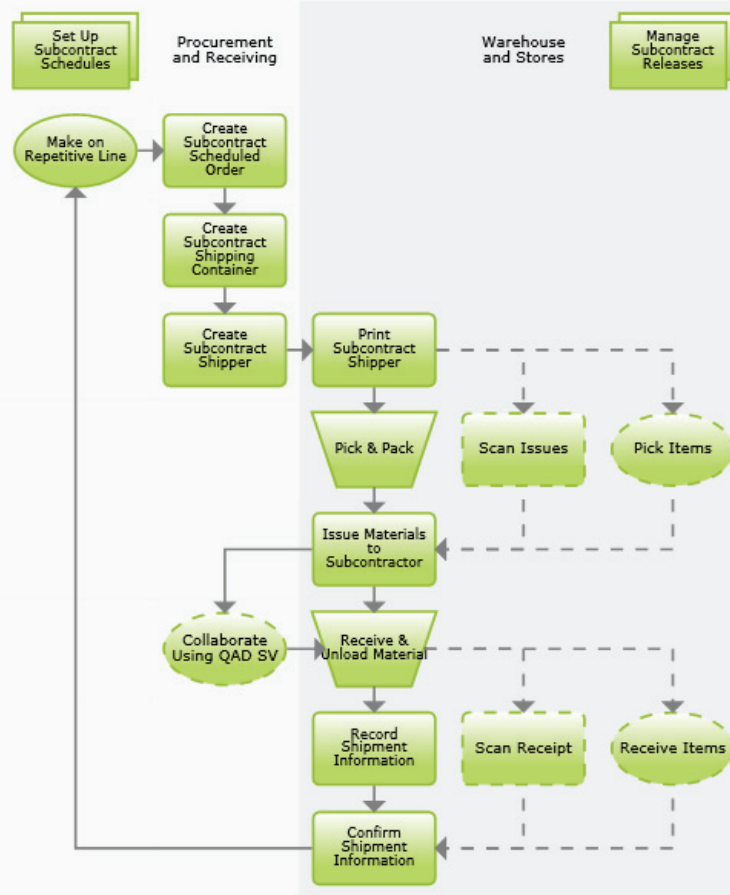 Set Up
Subcontract
Schedules
Procurement
and Receiving
Warehouse
and Stores
Manage
Subcontract
Releases
Make on
Repetitive Line
Create
Subcontract
Scheduled
Order
Create
Subcontract
Shipping
Container
Create
Subcontract
Shipper
Print
Subcontract
Shipper
Pick & Pack
Scan Issues
Pick Items
Issue Materials
to
Subcontractor
Collaborate
Using QAD SV
Receive &
Unload Material
Record
Shipment
Information
Scan Receipt
Receive Items
Confirm
Shipment
Information